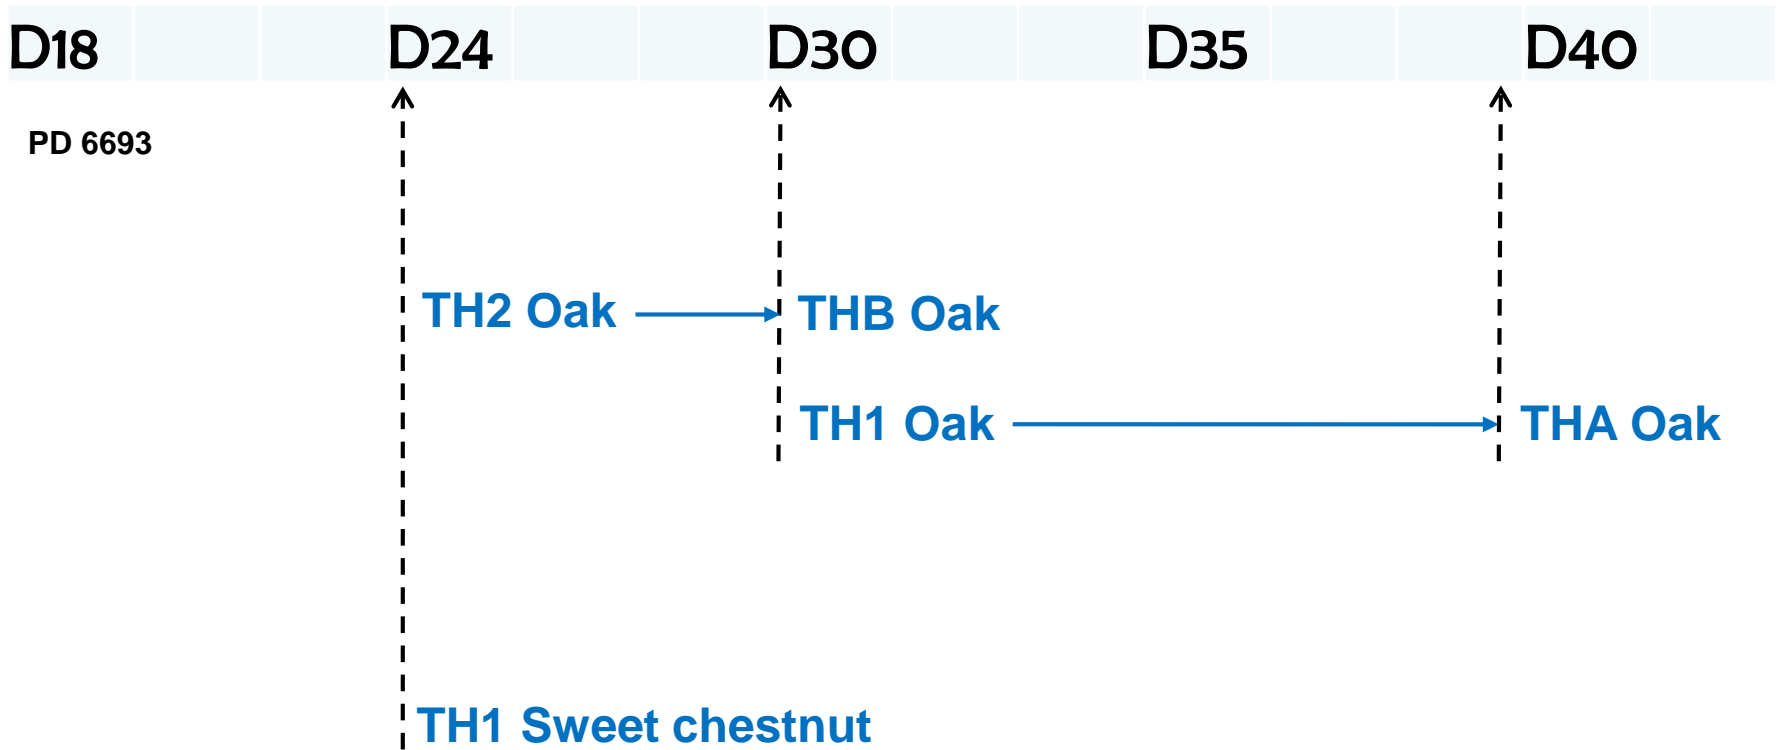 D18 D24 D30 D35 D40
PD 6693
TH2 Oak THB Oak
TH1 Oak THA Oak
TH1 Sweet chestnut